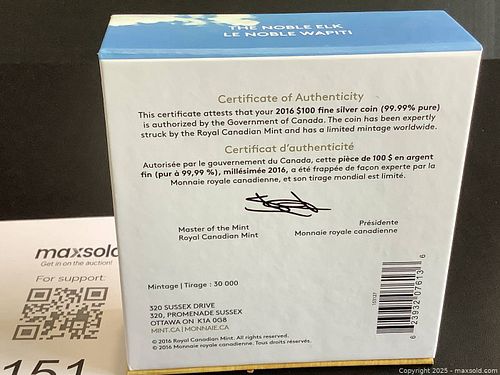 THE NOBLE ELK
LE NOBLE WAPITI
Certificate of Authenticity
This certificate attests that your 2016 $100 fine silver coin (99.99% pure)
is authorized by the Government of Canada. The coin has been expertly
struck by the Royal Canadian Mint and has a limited mintage worldwide.
Certificat d'authenticité
Autorisée par le gouvernement du Canada, cette pièce de 100 $ en argent
fin (pur à 99,99 %), millésimée 2016, a été frappée de façon experte par la
Monnaie royale canadienne, et son tirage mondial est limité.
Master of the Mint
Royal Canadian Mint
Présidente
Monnaie royale canadienne
Mintage | Tirage : 30 000
320 SUSSEX DRIVE
320, PROMENADE SUSSEX
OTTAWA ON K1A 0G8
MINT.CA | MONNAIE.CA
© 2016 Royal Canadian Mint. All rights reserved.
© 2016 Monnaie royale canadienne. Tous droits réservés.
6 23932 07613 6
maxsold
Get in on the auction!
For support
151
Copyright 2025 - maxsold.com